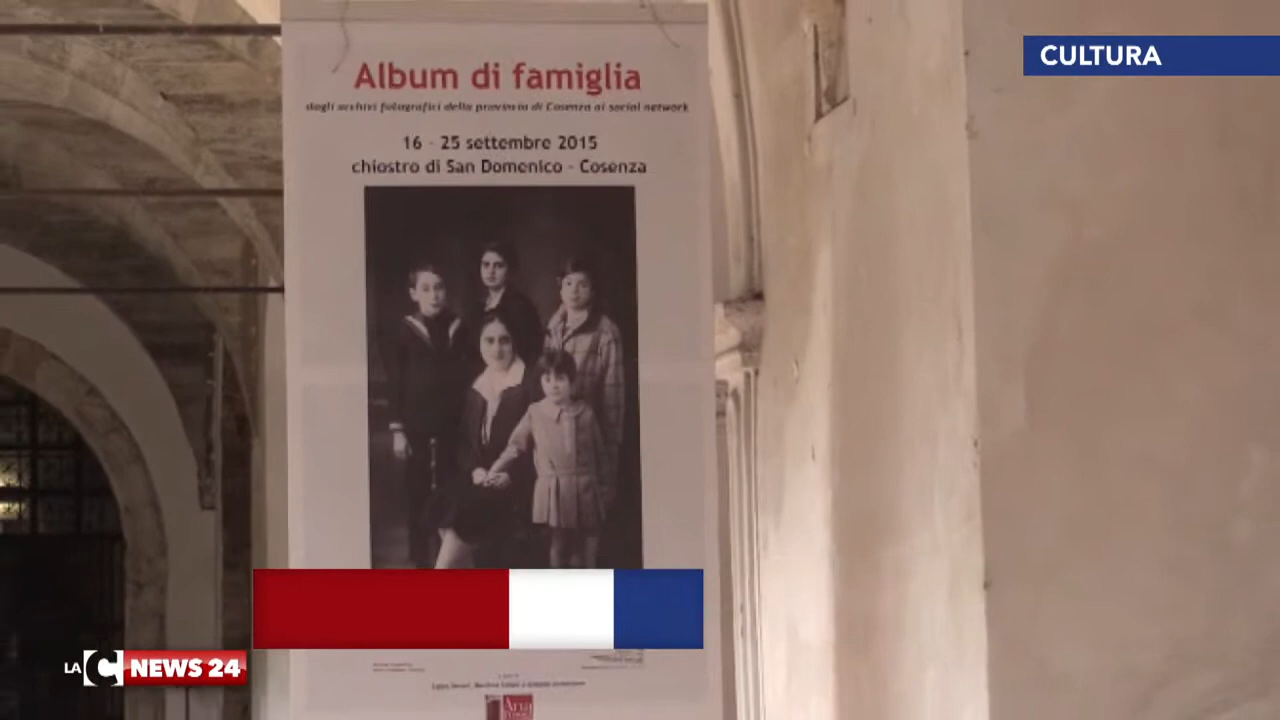 CULTURA
Album di famiglia
dagli archivi fotografici della provincia di Cosenza ai social network
16 - 25 settembre 2015
chiostro di San Domenico - Cosenza
LA C NEWS 24